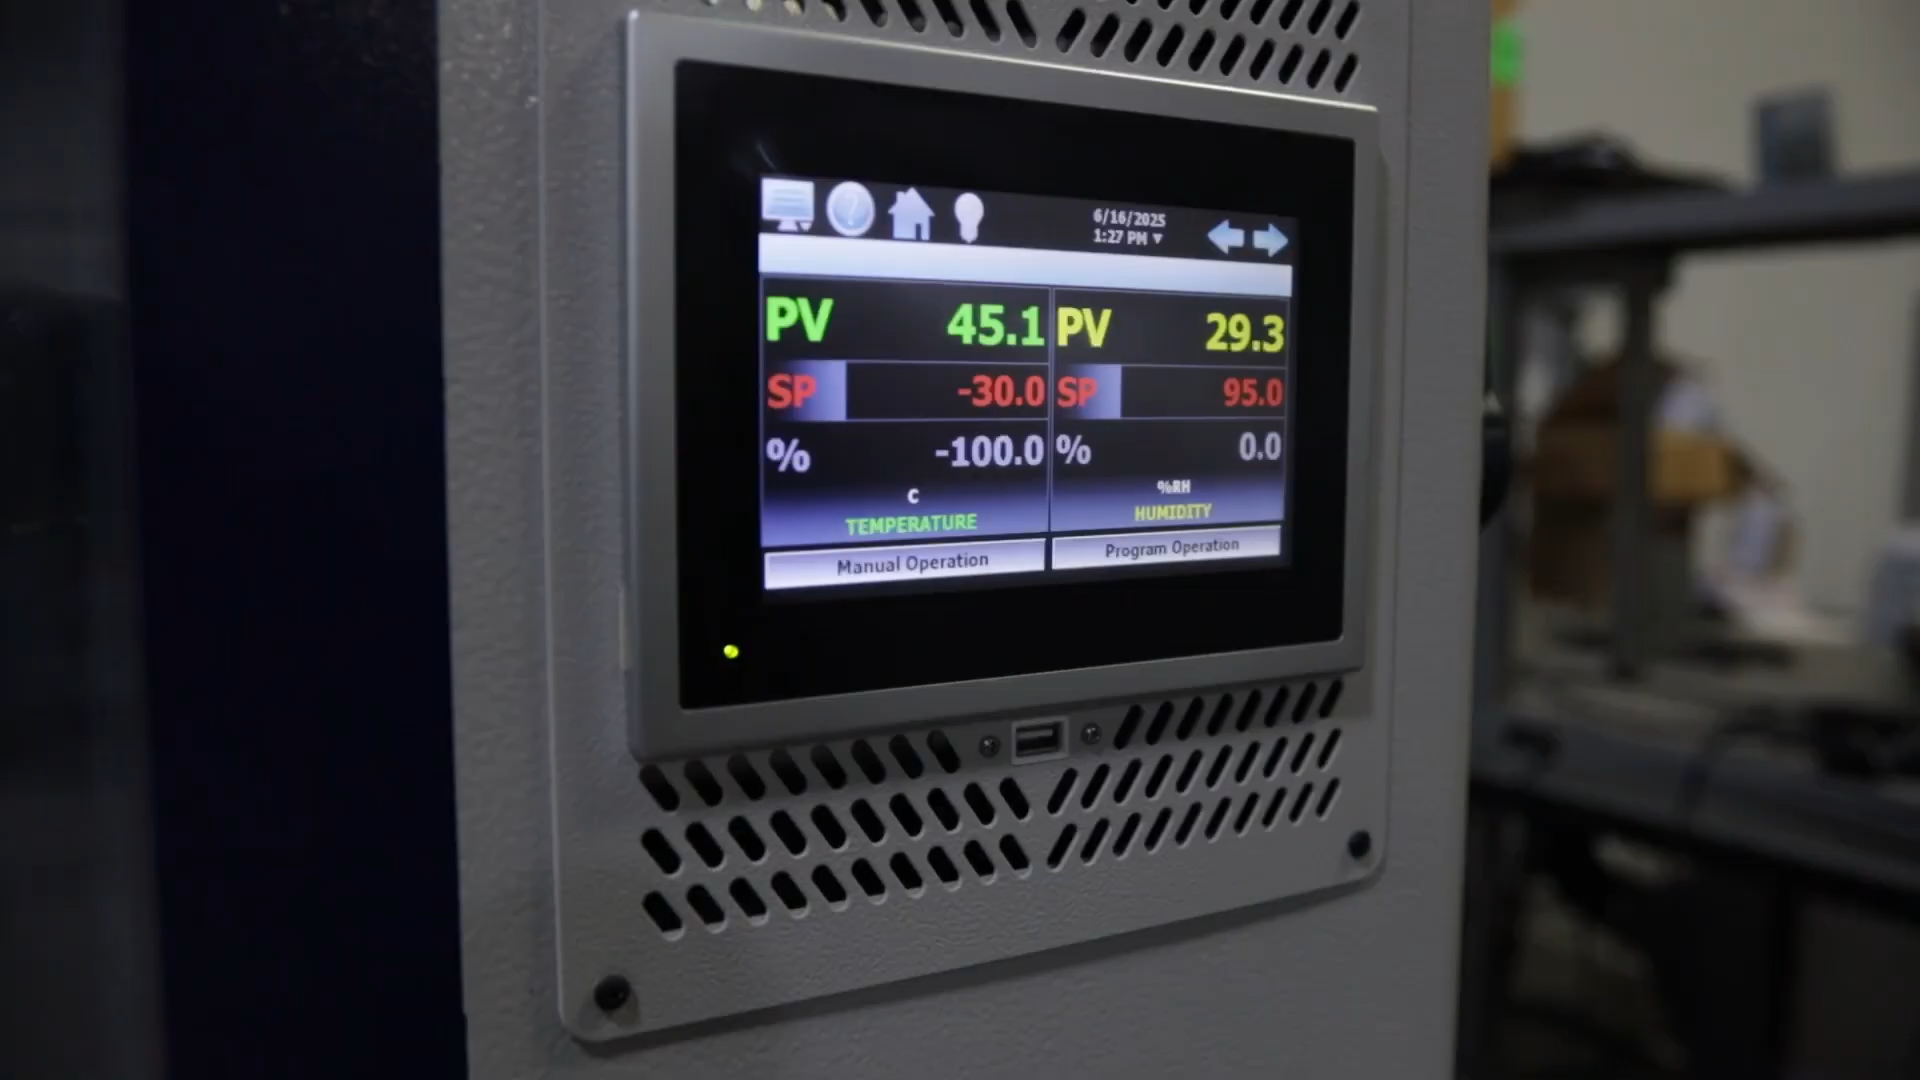 ?
6/16/2025
1:27 PM ▼
PV 45.1 PV 29.3
SP -30.0 SP 95.0
% -100.0 % 0.0
C %RH
TEMPERATURE HUMIDITY
Manual Operation Program Operation